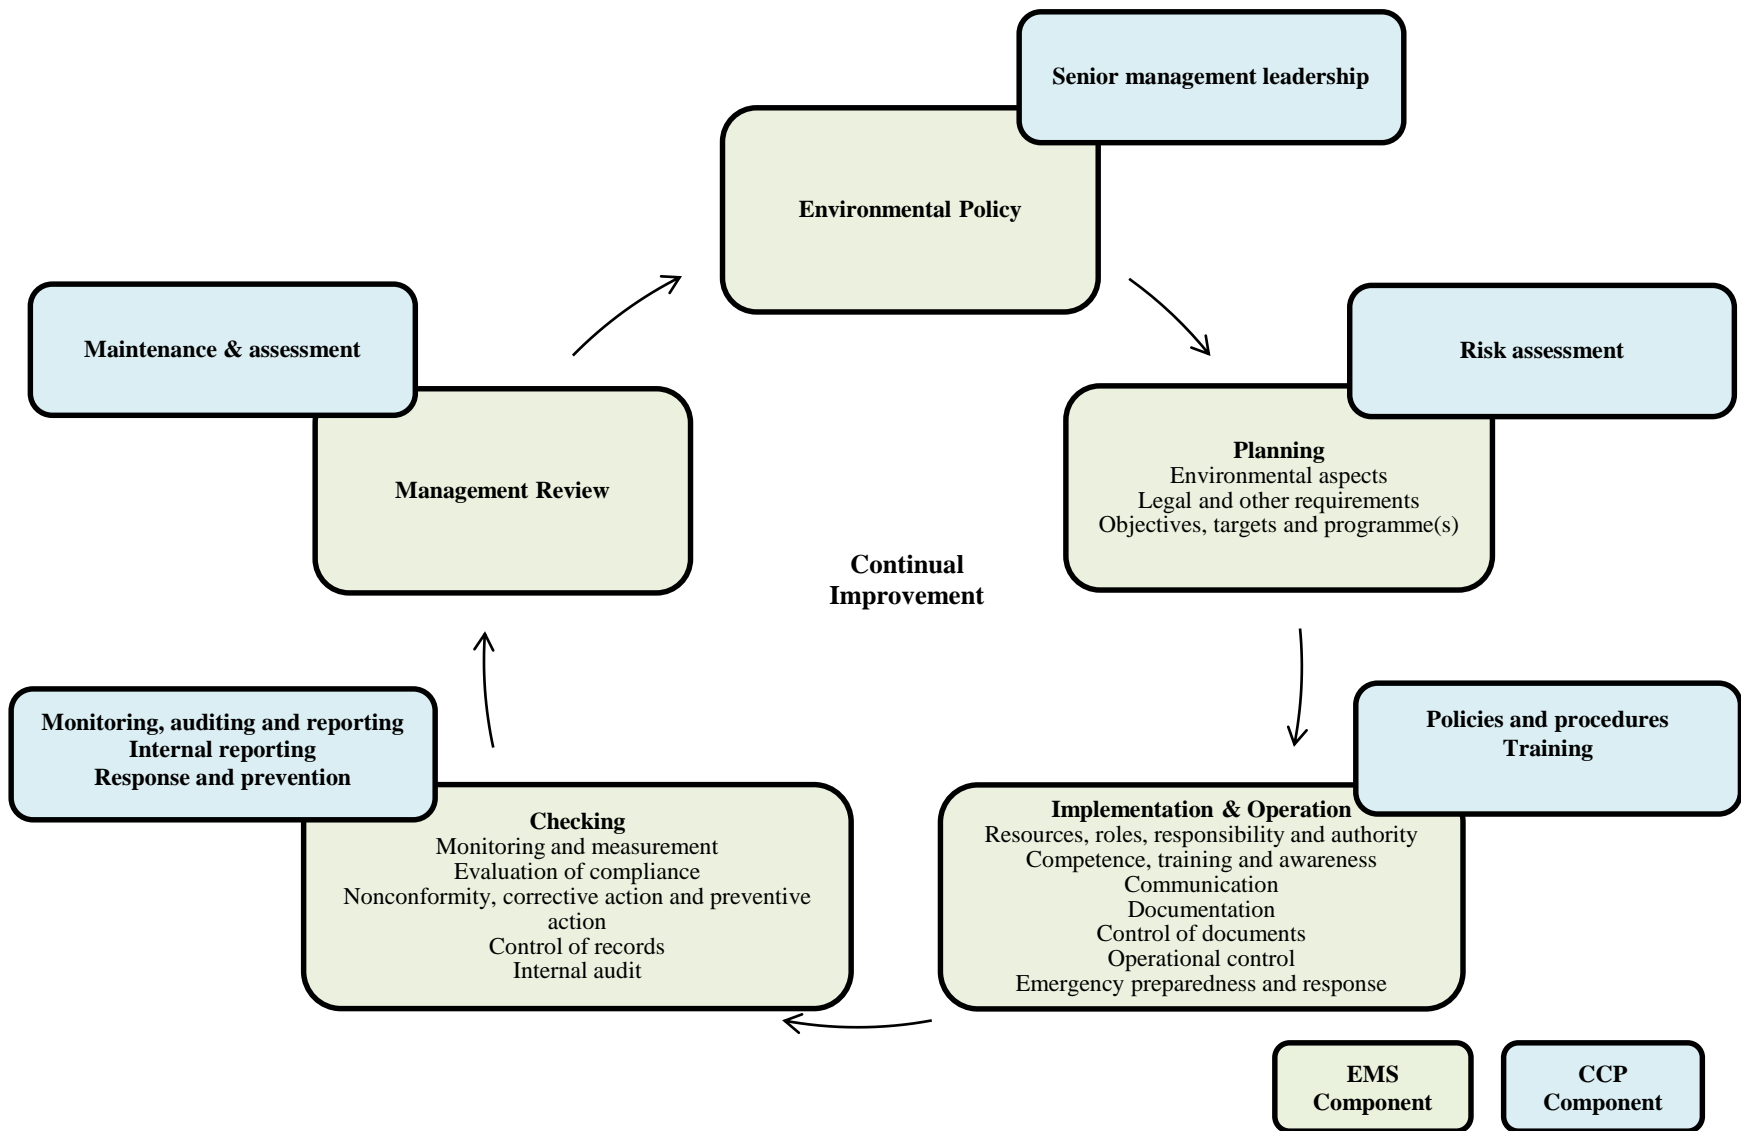 Senior management leadership
Environmental Policy
Maintenance & assessment
Risk assessment
Management Review
Planning
Environmental aspects
Legal and other requirements
Objectives, targets and programme(s)
Continual
Improvement
Monitoring, auditing and reporting
Internal reporting
Response and prevention
Policies and procedures
Training
Checking
Monitoring and measurement
Evaluation of compliance
Nonconformity, corrective action and preventive
action
Control of records
Internal audit
Implementation & Operation
Resources, roles, responsibility and authority
Competence, training and awareness
Communication
Documentation
Control of documents
Operational control
Emergency preparedness and response
EMS
Component
CCP
Component